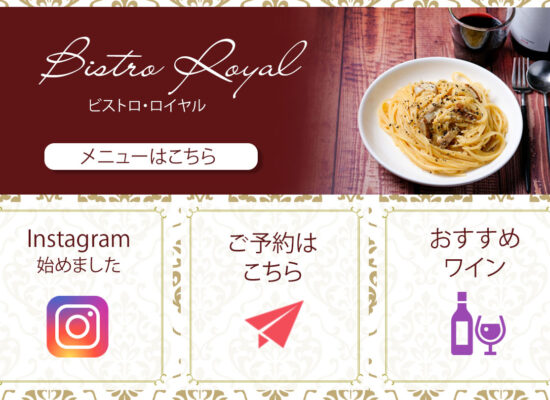 Bistro Royal
ビストロ・ロイヤル
メニューはこちら
Instagram
始めました
ご予約は
こちら
おすすめ
ワイン